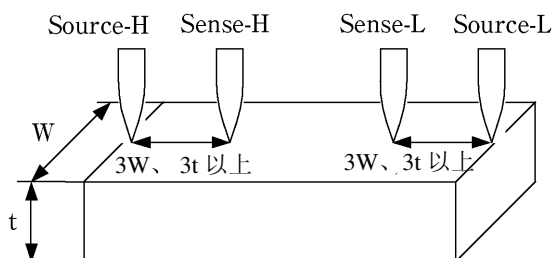 Source-H Sense-H Sense-L Source-L
W
3W、 3t 以上 3W、3t 以上
t